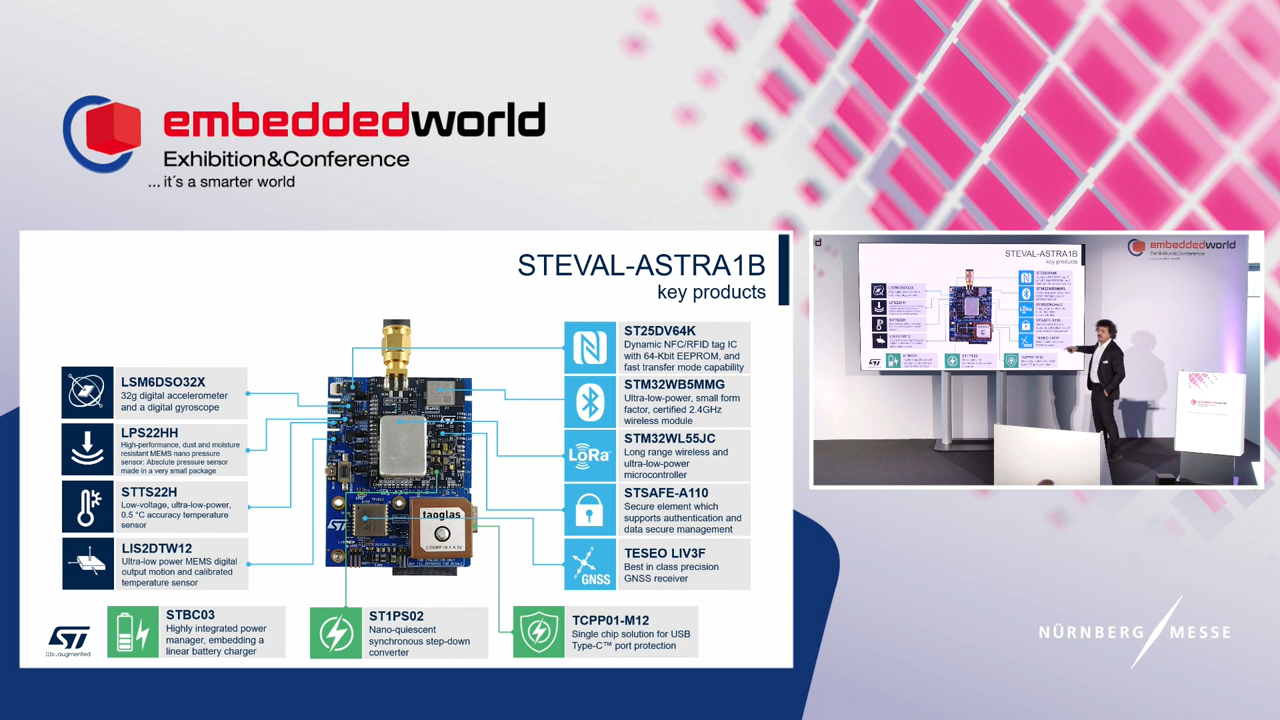 embeddedworld
Exhibition&Conference
... it´s a smarter world
STEVAL-ASTRA1B
key products
LSM6DSO32X
32g digital accelerometer
and a digital gyroscope
LPS22HH
High-performance, dust and moisture
resistant MEMS nano pressure
sensor: Absolute pressure sensor
made in a very small package
STTS22H
Low-voltage, ultra-low-power,
0.5 °C accuracy temperature
sensor
LIS2DTW12
Ultra-low power MEMS digital
output motion and calibrated
temperature sensor
taoglas
ST25DV64K
Dynamic NFC/RFID tag IC
with 64-Kbit EEPROM, and
fast transfer mode capability
STM32WB5MMG
Ultra-low-power, small form
factor, certified 2.4GHz
wireless module
LoRa
STM32WL55JC
Long range wireless and
ultra-low-power
microcontroller
STSAFE-A110
Secure element which
supports authentication and
data secure management
GNSS
TESEO LIV3F
Best in class precision
GNSS receiver
ST
life.augmented
STBC03
Highly integrated power
manager, embedding a
linear battery charger
ST1PS02
Nano-quiescent
synchronous step-down
converter
TCPP01-M12
Single chip solution for USB
Type-C™ port protection
embeddedworld
STEVAL-ASTRA1B
key products
NÜRNBERG MESSE